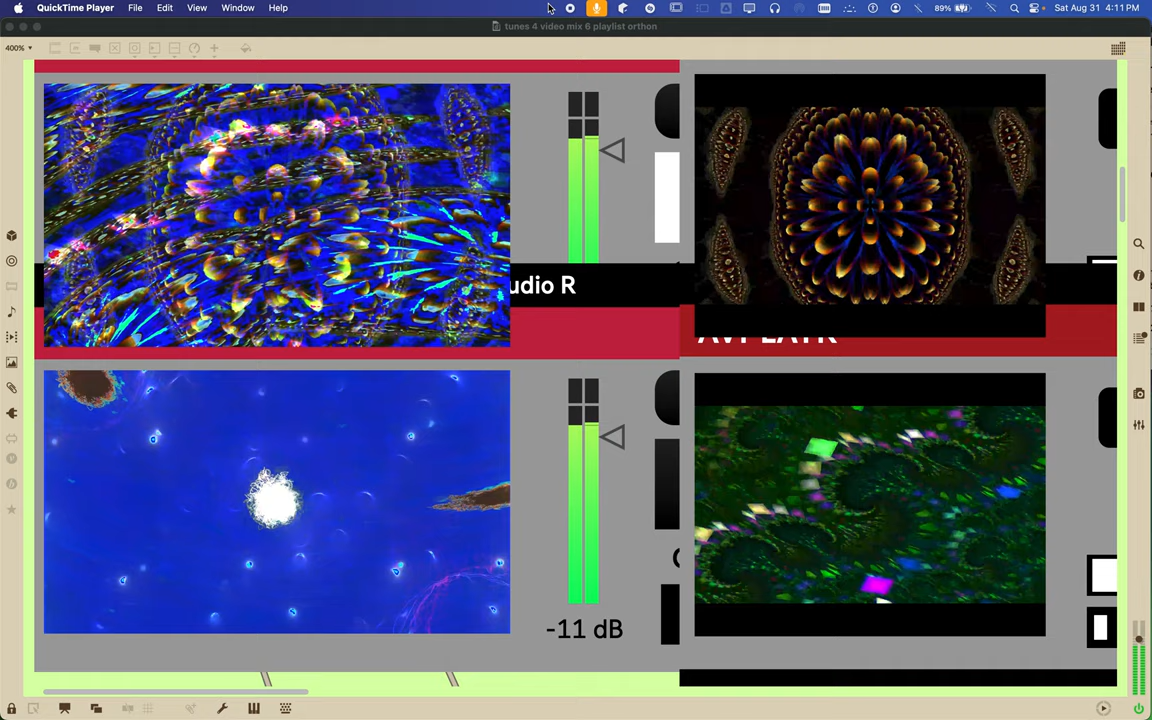 QuickTime Player File Edit View Window Help 89% Sat Aug 31 4:11 PM
tunes 4 video mix 6 playlist orthon
400%
udio R
-11 dB